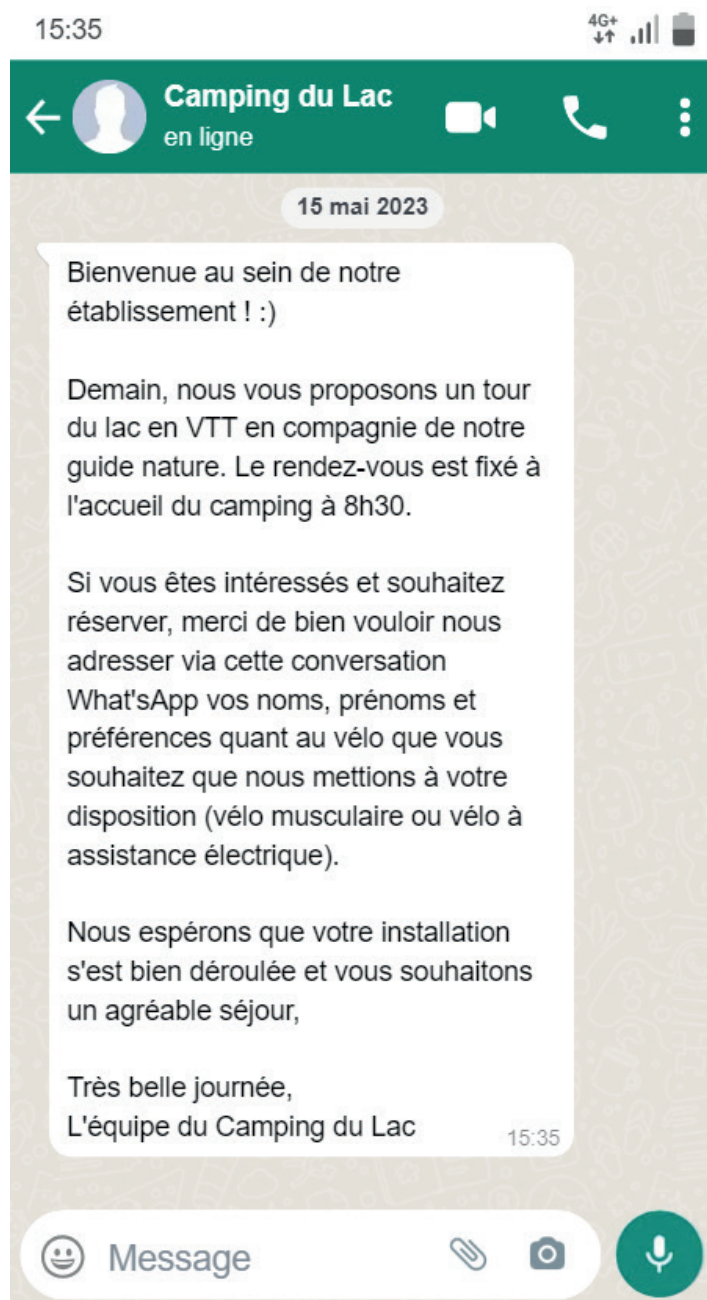 15:35
4G+
Camping du Lac
en ligne
15 mai 2023
Bienvenue au sein de notre
établissement ! :)
Demain, nous vous proposons un tour
du lac en VTT en compagnie de notre
guide nature. Le rendez-vous est fixé à
l'accueil du camping à 8h30.
Si vous êtes intéressés et souhaitez
réserver, merci de bien vouloir nous
adresser via cette conversation
What'sApp vos noms, prénoms et
préférences quant au vélo que vous
souhaitez que nous mettions à votre
disposition (vélo musculaire ou vélo à
assistance électrique).
Nous espérons que votre installation
s'est bien déroulée et vous souhaitons
un agréable séjour,
Très belle journée,
L'équipe du Camping du Lac
15:35
Message